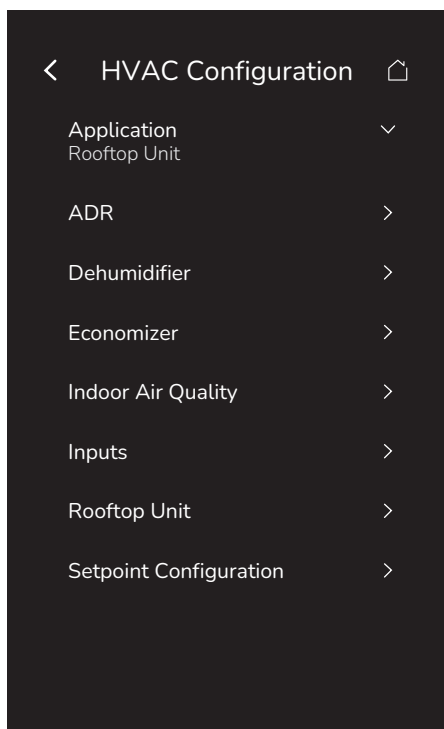 HVAC Configuration
Application
Rooftop Unit
ADR
Dehumidifier
Economizer
Indoor Air Quality
Inputs
Rooftop Unit
Setpoint Configuration